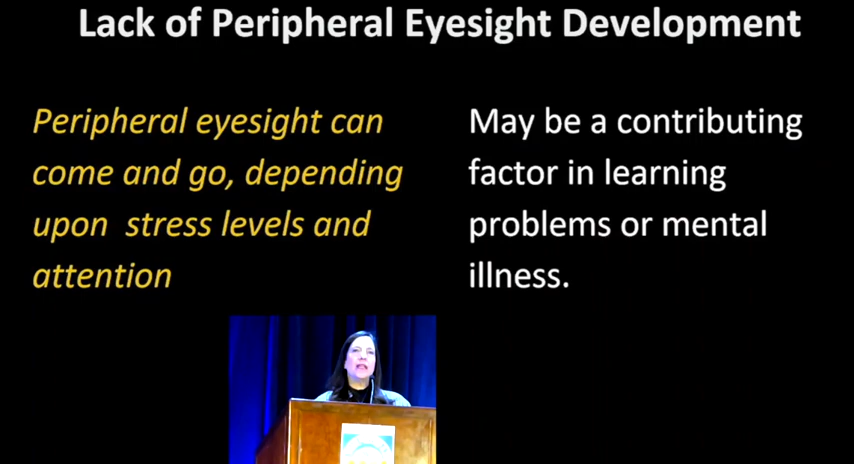 Lack of Peripheral Eyesight Development
Peripheral eyesight can
come and go, depending
upon stress levels and
attention
May be a contributing
factor in learning
problems or mental
illness.